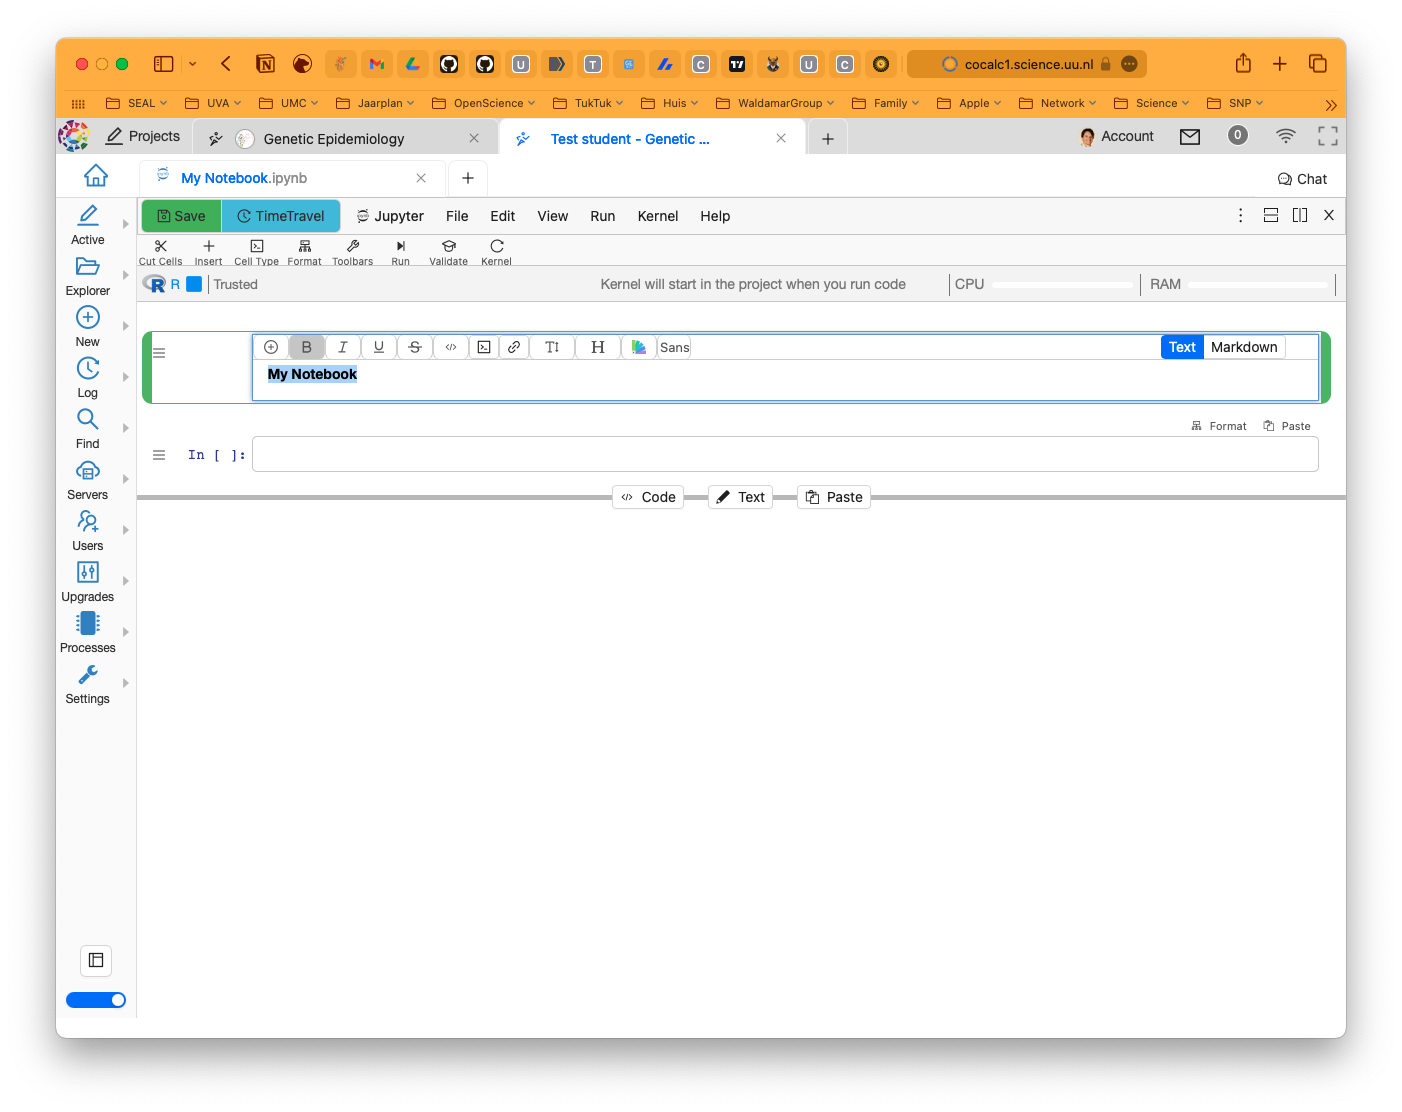 cocalc1.science.uu.nl
SEAL
UVA
UMC
Jaarplan
OpenScience
TukTuk
Huis
WaldamarGroup
Family
Apple
Network
Science
SNP
Projects
Genetic Epidemiology
Test student - Genetic ...
Account
0
My Notebook.ipynb
Chat
Save
TimeTravel
Jupyter
File
Edit
View
Run
Kernel
Help
Cut Cells
Insert
Cell Type
Format
Toolbars
Run
Validate
Kernel
R
Trusted
Kernel will start in the project when you run code
CPU
RAM
Active
Explorer
New
Log
Find
Servers
Users
Upgrades
Processes
Settings
B I U S </> T H Sans
Text
Markdown
My Notebook
Format
Paste
In [ ]:
</> Code
Text
Paste